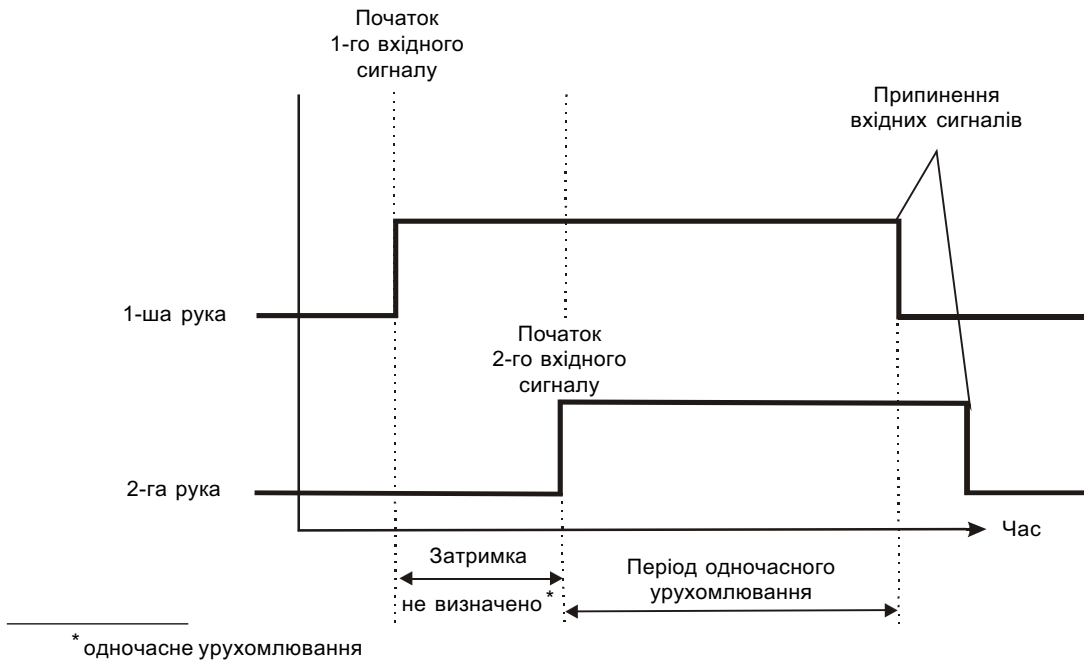 Початок
1-го вхідного
сигналу
Припинення
вхідних сигналів
1-ша рука
Початок
2-го вхідного
сигналу
2-га рука
Час
Затримка
не визначено*
Період одночасного
урухомлювання
* одночасне урухомлювання